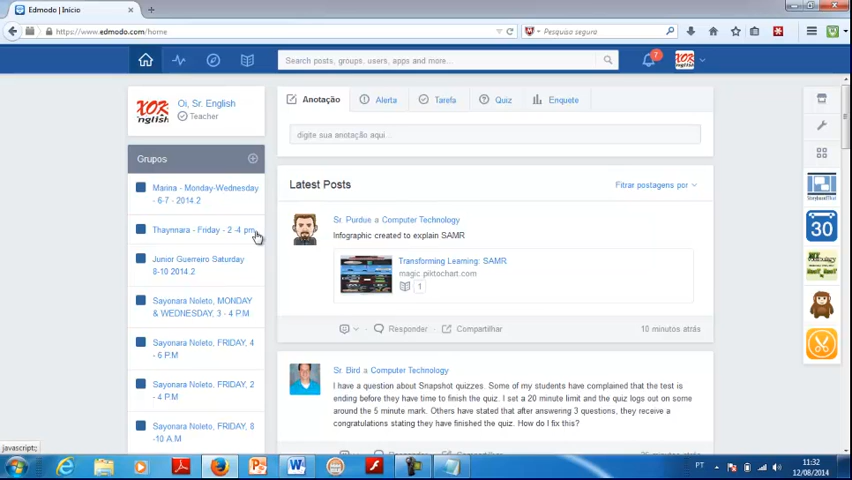 Edmodo | Início
https://www.edmodo.com/home
Pesquisa segura
Search posts, groups, users, apps and more...
7
XOK English
Oi, Sr. English
Teacher
Anotação
Alerta
Tarefa
Quiz
Enquete
digite sua anotação aqui...
Grupos
Marina - Monday-Wednesday
- 6-7 - 2014.2
Thaynnara - Friday - 2 -4 pm
Junior Guerreiro Saturday
8-10 2014.2
Sayonara Noleto, MONDAY
& WEDNESDAY, 3 - 4 P.M
Sayonara Noleto, FRIDAY, 4
- 6 P.M
Sayonara Noleto, FRIDAY, 2
- 4 P.M
Sayonara Noleto, FRIDAY, 8
-10 A.M
Latest Posts
Filtrar postagens por
Sr. Purdue a Computer Technology
Infographic created to explain SAMR
Transforming Learning: SAMR
magic.piktochart.com
1
Responder
Compartilhar
10 minutos atrás
Sr. Bird a Computer Technology
I have a question about Snapshot quizzes. Some of my students have complained that the test is
ending before they have time to finish the quiz. I set a 20 minute limit and the quiz logs out on some
around the 5 minute mark. Others have stated that after answering 3 questions, they receive a
congratulations stating they have finished the quiz. How do I fix this?
30
javascript:;
PT
11:32
12/08/2014